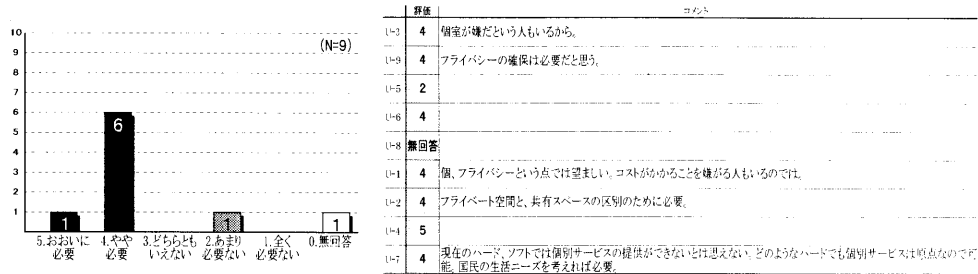 10
9
8
7
6
5
4
3
2
1
(N=9)
1
6
1
1
5.おおいに 必要
4.やや 必要
3.どちらとも いえない
2.あまり 必要ない
1.全く 必要ない
0.無回答
評価 コメント
U-3 4 個室が嫌だという人もいるから。
U-9 4 プライバシーの確保は必要だと思う。
U-5 2
U-6 4
U-8 無回答
U-1 4 個、プライバシーという点では望ましい。コストがかかることを嫌がる人もいるのでは。
U-2 4 プライベート空間と、共有スペースの区別のために必要。
U-4 5
U-7 4 現在のハード、ソフトでは個別サービスの提供ができないとは思えない。どのようなハードでも個別サービスは原点なので可
能。国民の生活ニーズを考えれば必要。